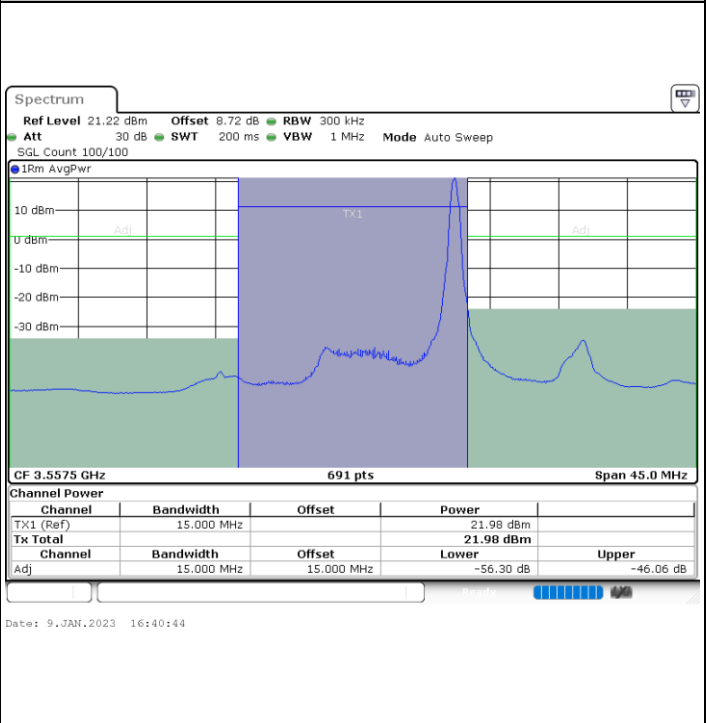 Spectrum
Ref Level 21.22 dBm Offset 8.72 dB RBW 300 kHz
Att 30 dB SWT 200 ms VBW 1 MHz Mode Auto Sweep
SGL Count 100/100
1Rm AvgPwr
10 dBm
TX1
Adj
Adj
0 dBm
-10 dBm
-20 dBm
-30 dBm
CF 3.5575 GHz 691 pts Span 45.0 MHz
Channel Power
Channel Bandwidth Offset Power
TX1 (Ref) 15.000 MHz 21.98 dBm
Tx Total 21.98 dBm
Channel Bandwidth Offset Lower Upper
Adj 15.000 MHz 15.000 MHz -56.30 dB -46.06 dB
Ready
Date: 9.JAN.2023 16:40:44